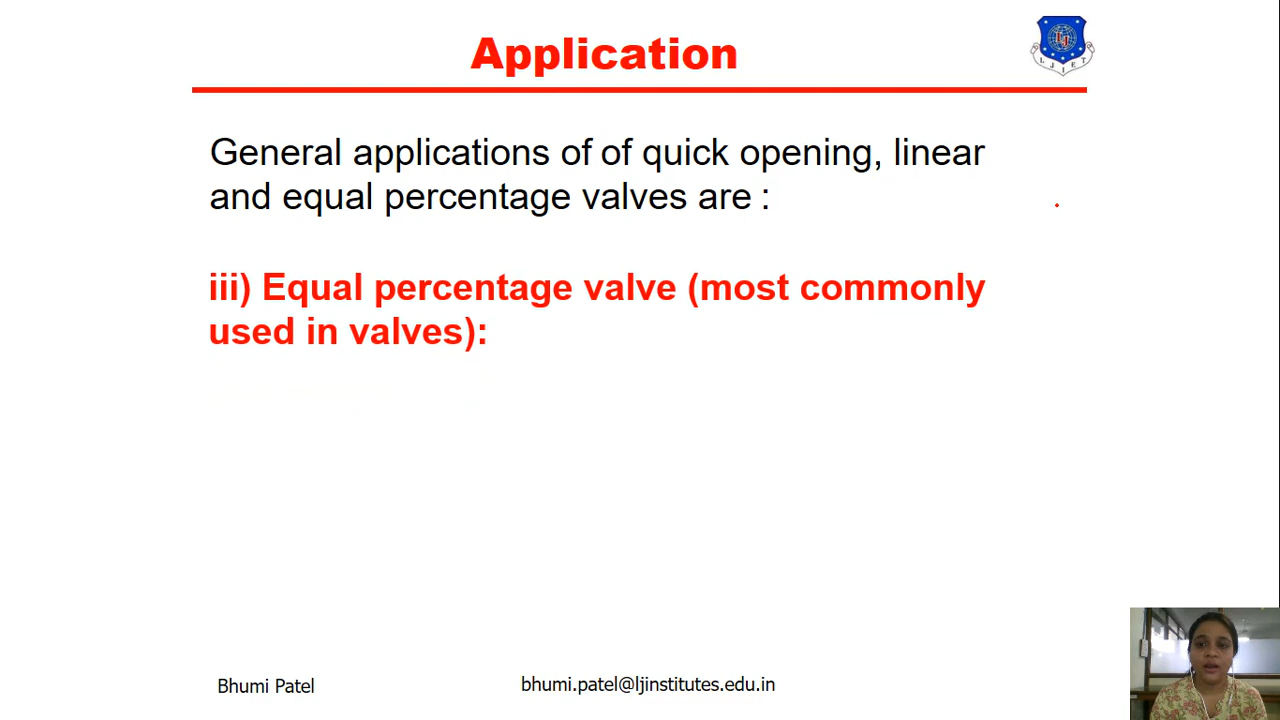 Application
L J I E T
General applications of of quick opening, linear
and equal percentage valves are :
iii) Equal percentage valve (most commonly
used in valves):
Bhumi Patel
bhumi.patel@ljinstitutes.edu.in